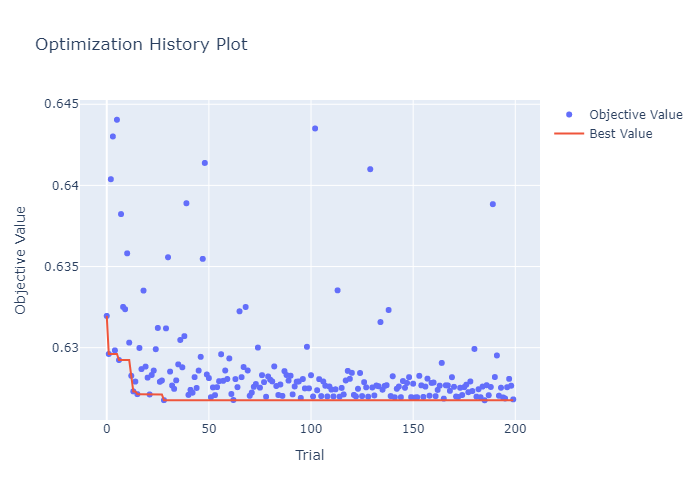 Optimization History Plot
0.645
0.64
0.635
0.63
0
50
100
150
200
Trial
Objective Value
Objective Value
Best Value